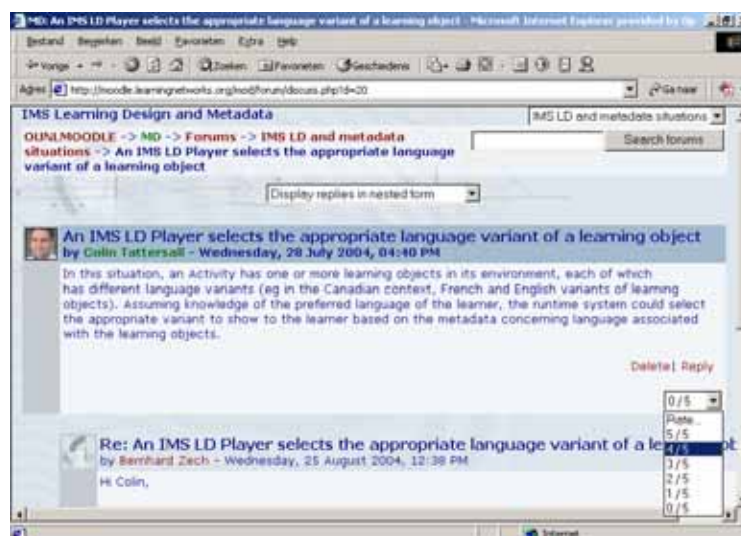 MD: An IMS LD Player selects the appropriate language variant of a learning object - Microsoft Internet Explorer provided by
Bestand Bewerken Beeld Favorieten Extra Help
Vorige Zoeken Favorieten Geschiedenis
Adres http://moodle.learningnetworks.org/mod/forum/discuss.php?d=20 Ga naar
IMS Learning Design and Metadata
IMS LD and metadata situations
OUNLMOODLE -> MD -> Forums -> IMS LD and metadata
situations -> An IMS LD Player selects the appropriate language
variant of a learning object
Search forums
Display replies in nested form
An IMS LD Player selects the appropriate language variant of a learning object
by Colin Tattersall - Wednesday, 28 July 2004, 04:40 PM
In this situation, an Activity has one or more learning objects in its environment, each of which
has different language variants (eg in the Canadian context, French and English variants of learning
objects). Assuming knowledge of the preferred language of the learner, the runtime system could select
the appropriate variant to show to the learner based on the metadata concerning language associated
with the learning objects.
Delete| Reply
0/5
Rate...
5/5
4/5
3/5
2/5
1/5
0/5
Re: An IMS LD Player selects the appropriate language variant of a
by Bernhard Zech - Wednesday, 25 August 2004, 12:38 PM
Hi Colin,
Internet